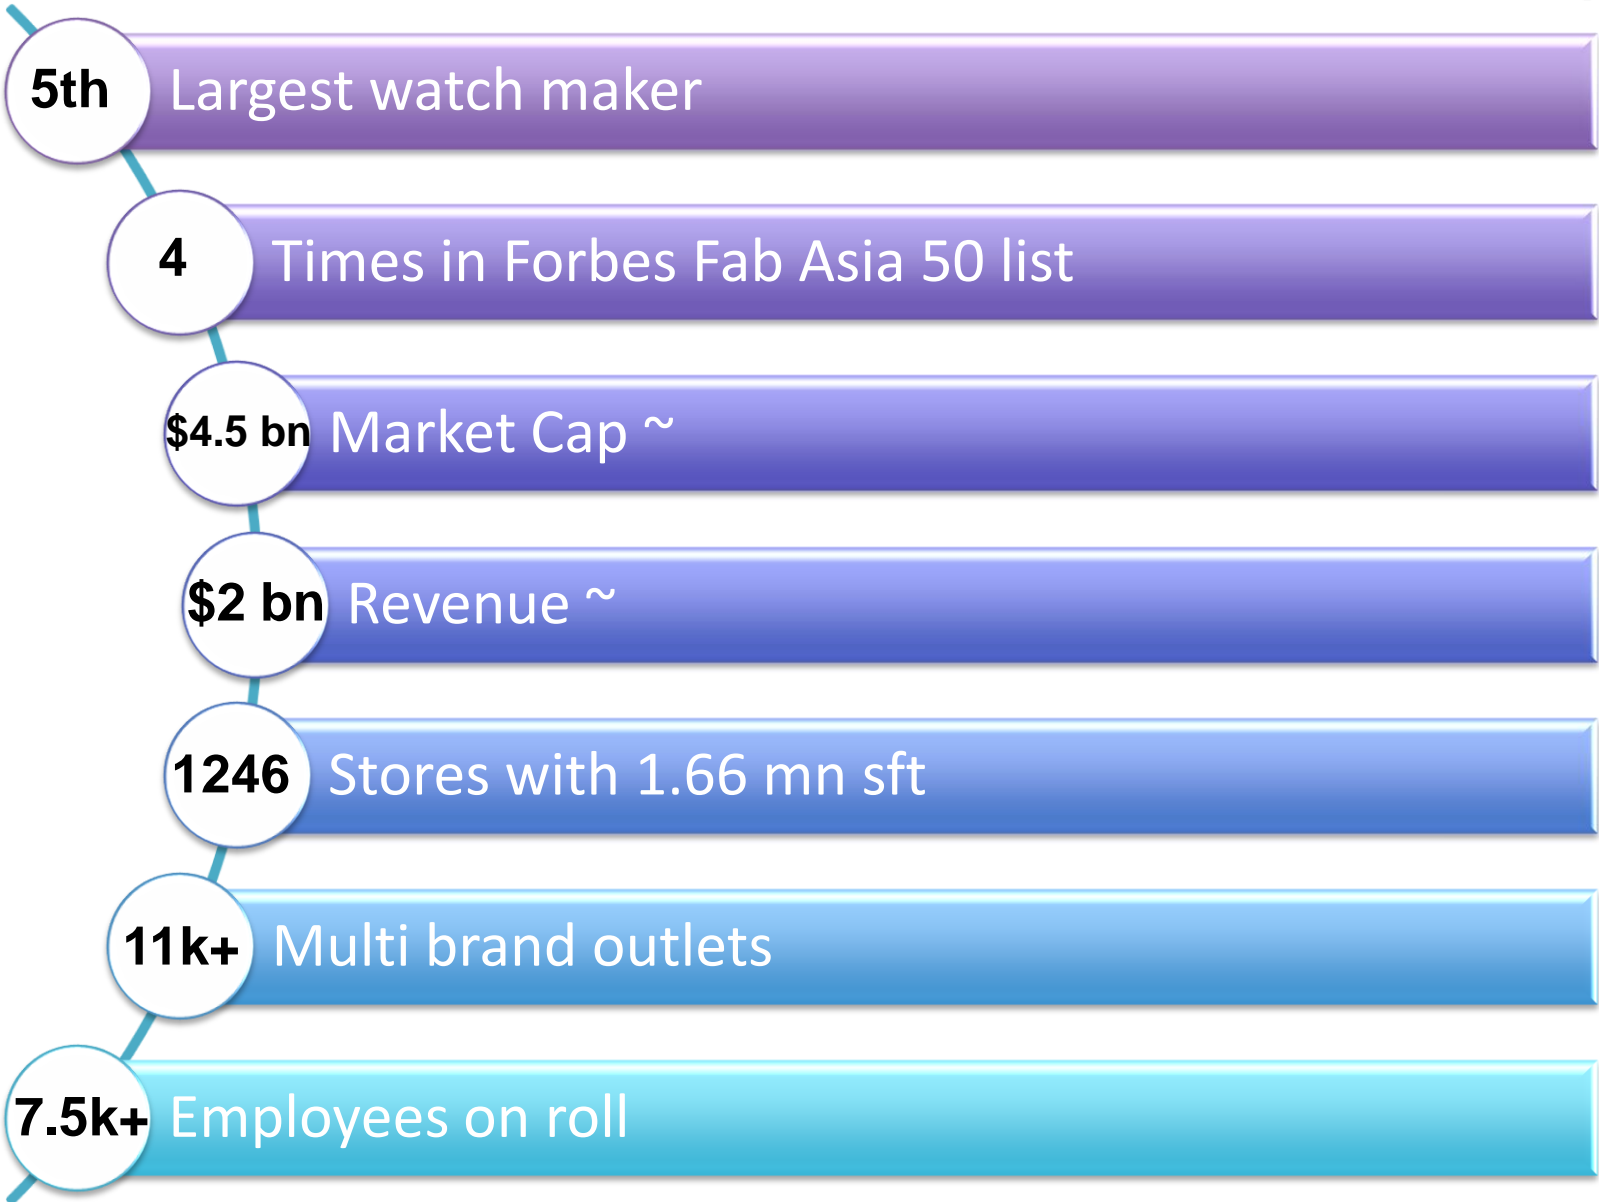 5th Largest watch maker
4 Times in Forbes Fab Asia 50 list
$4.5 bn Market Cap ~
$2 bn Revenue ~
1246 Stores with 1.66 mn sft
11k+ Multi brand outlets
7.5k+ Employees on roll